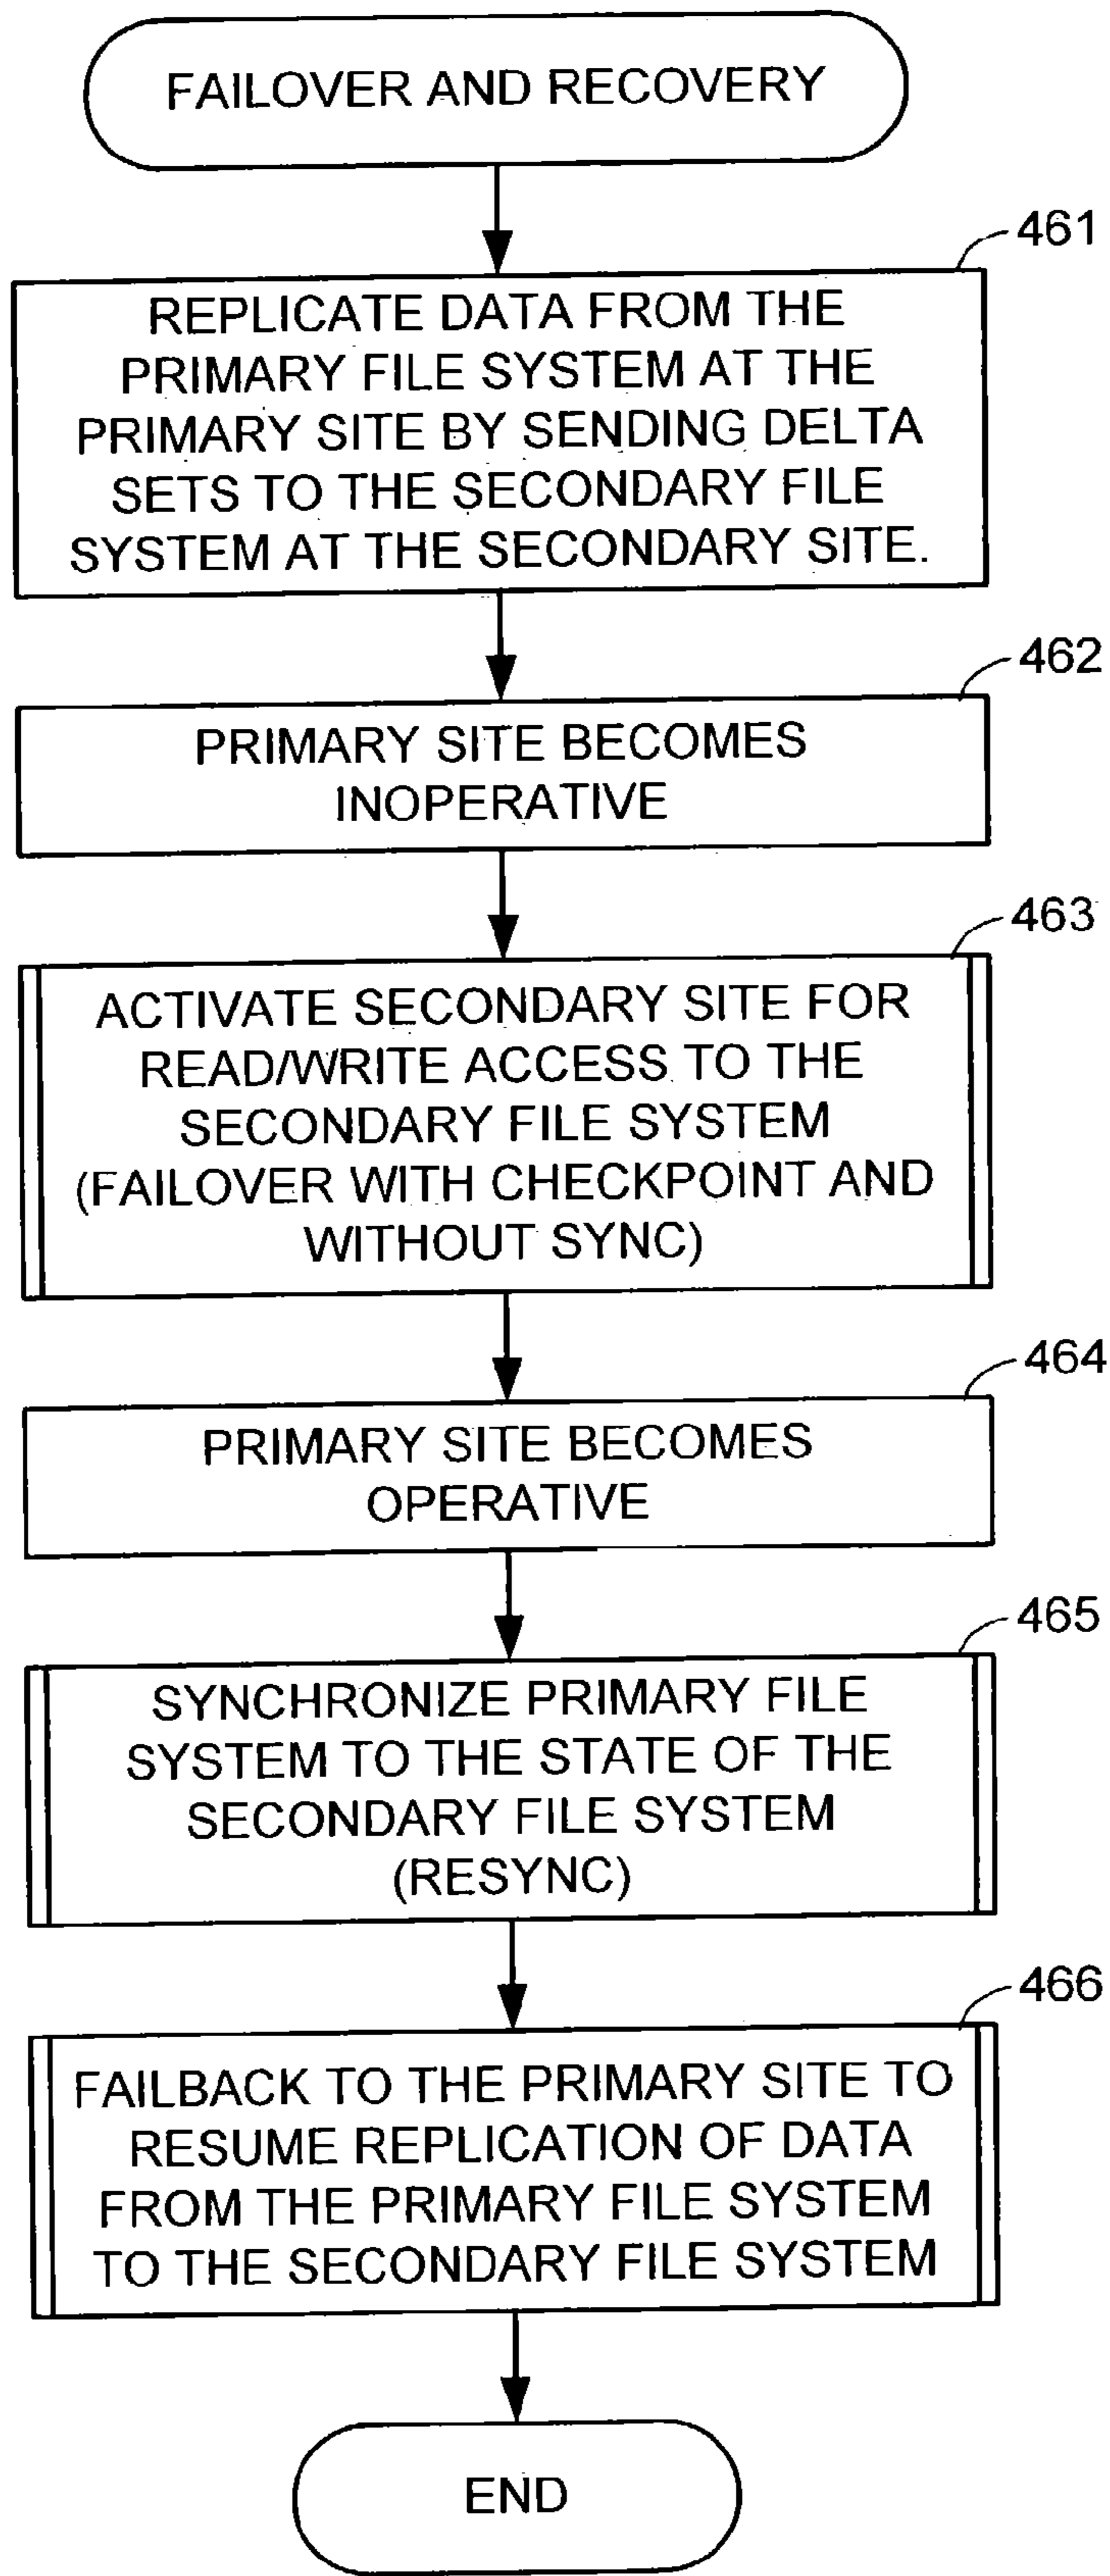 FAILOVER AND RECOVERY
461
REPLICATE DATA FROM THE
PRIMARY FILE SYSTEM AT THE
PRIMARY SITE BY SENDING DELTA
SETS TO THE SECONDARY FILE
SYSTEM AT THE SECONDARY SITE.
462
PRIMARY SITE BECOMES
INOPERATIVE
463
ACTIVATE SECONDARY SITE FOR
READ/WRITE ACCESS TO THE
SECONDARY FILE SYSTEM
(FAILOVER WITH CHECKPOINT AND
WITHOUT SYNC)
464
PRIMARY SITE BECOMES
OPERATIVE
465
SYNCHRONIZE PRIMARY FILE
SYSTEM TO THE STATE OF THE
SECONDARY FILE SYSTEM
(RESYNC)
466
FAILBACK TO THE PRIMARY SITE TO
RESUME REPLICATION OF DATA
FROM THE PRIMARY FILE SYSTEM
TO THE SECONDARY FILE SYSTEM
END